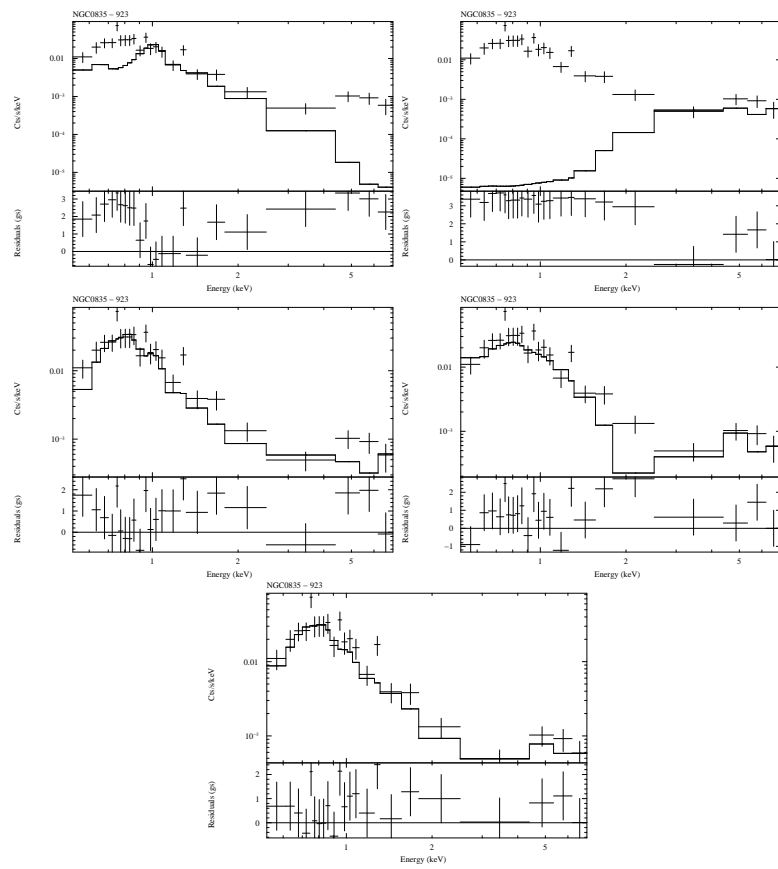 NGC0835 – 923
NGC0835 – 923
Cts/s/keV
0.01
10⁻³
10⁻⁴
10⁻⁵
Cts/s/keV
0.01
10⁻³
10⁻⁴
10⁻⁵
Residuals (gs)
3
2
1
0
Residuals (gs)
3
2
1
0
1
2
5
1
2
5
Energy (keV)
Energy (keV)
NGC0835 – 923
NGC0835 – 923
Cts/s/keV
0.01
10⁻³
Cts/s/keV
0.01
10⁻³
Residuals (gs)
2
1
0
Residuals (gs)
2
1
0
−1
1
2
5
1
2
5
Energy (keV)
Energy (keV)
NGC0835 – 923
Cts/s/keV
0.01
10⁻³
Residuals (gs)
2
1
0
1
2
5
Energy (keV)